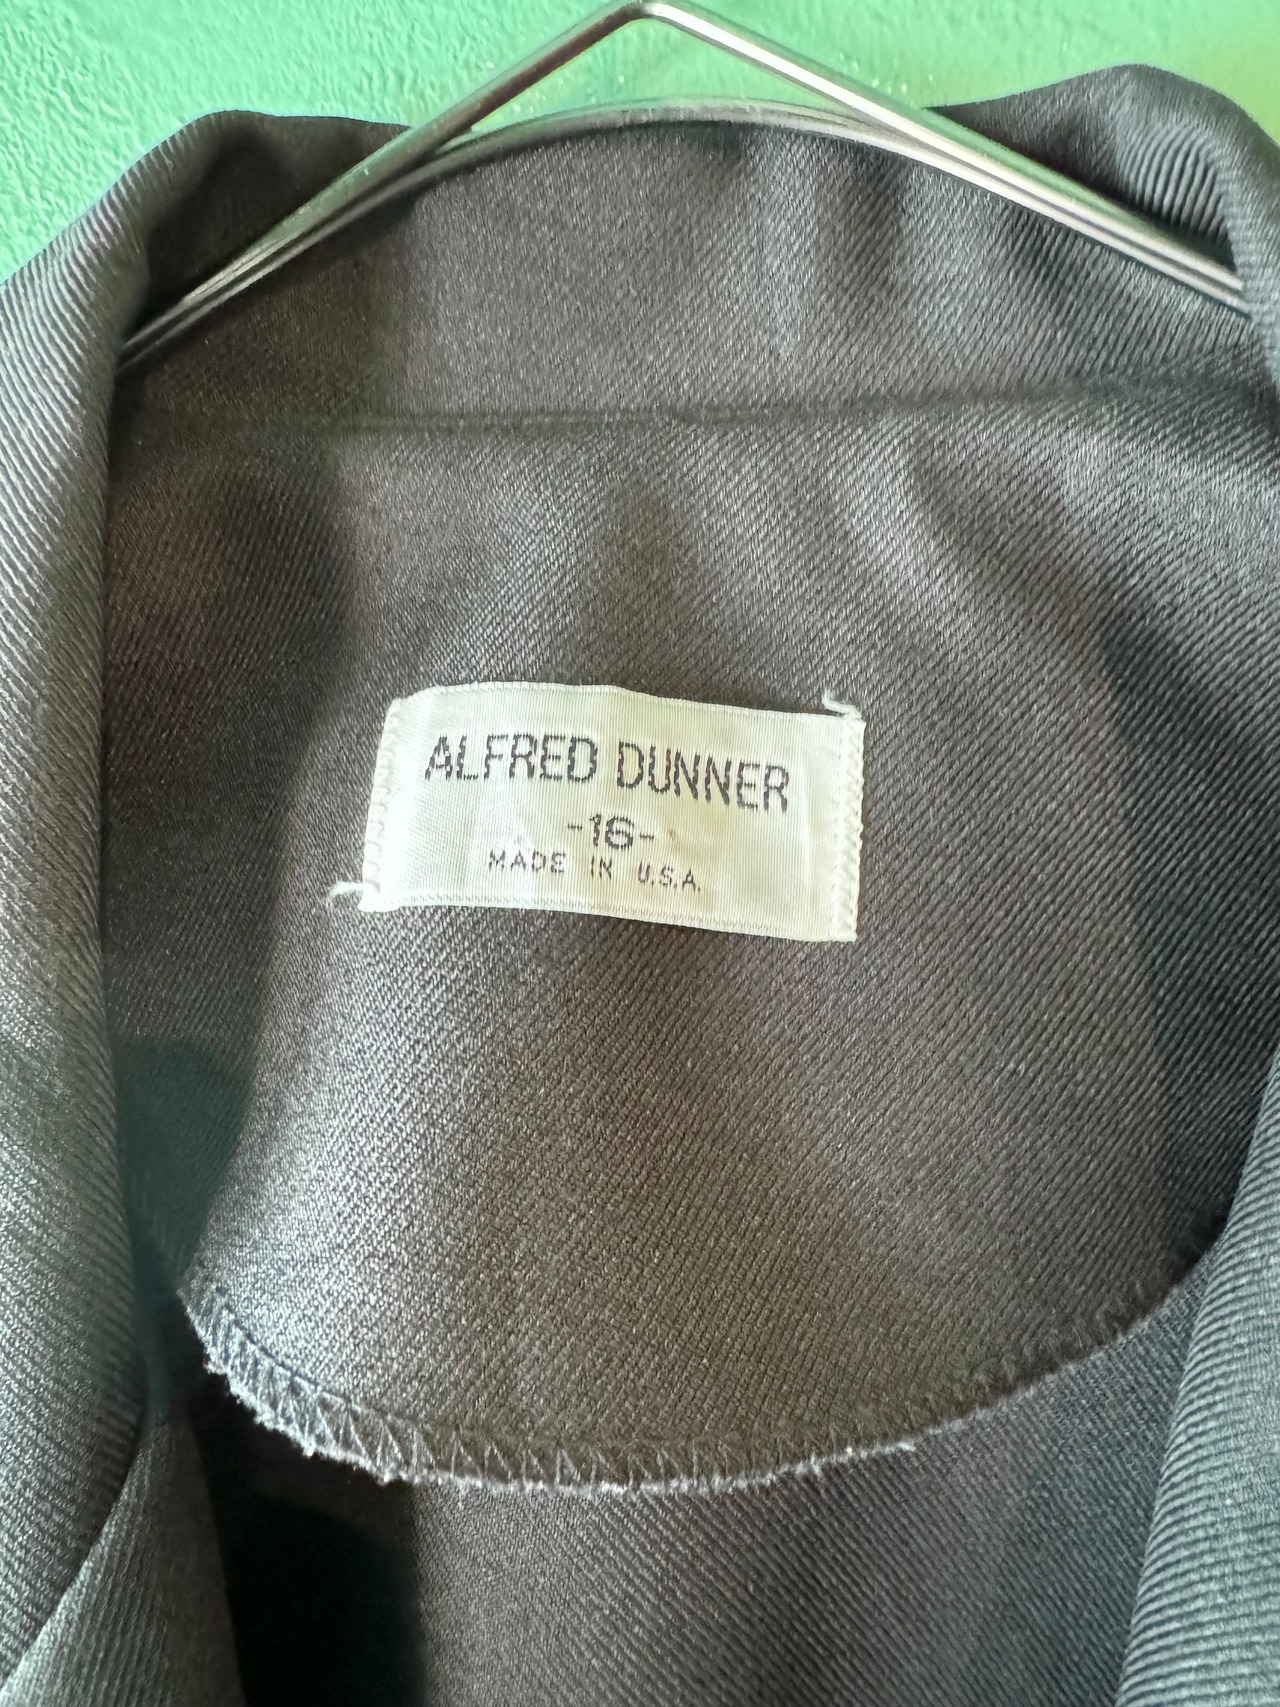 ALFRED DUNNER
-16-
MADE IN U.S.A.